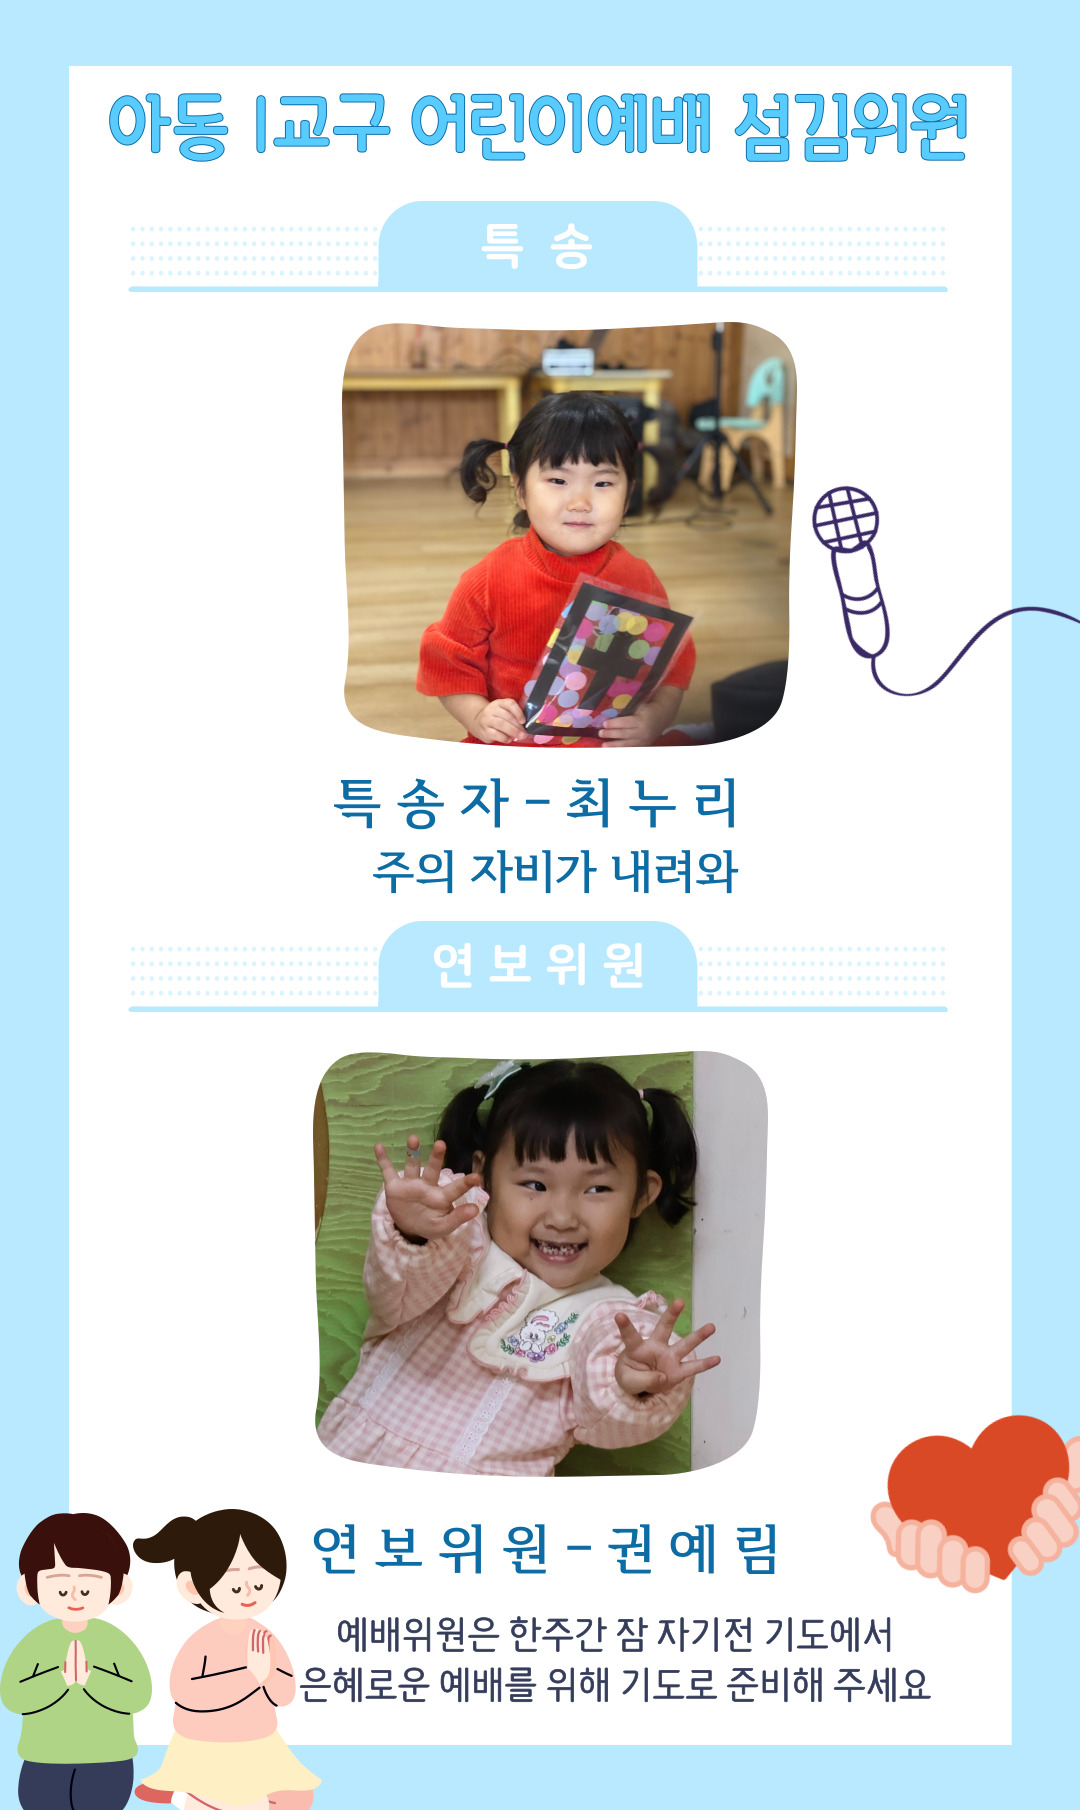 아동 1교구 어린이예배 섬김위원
특 송
특송자-최누리
주의 자비가 내려와
연보위원
연보위원-권예림
예배위원은 한주간 잠 자기전 기도에서
은혜로운 예배를 위해 기도로 준비해 주세요